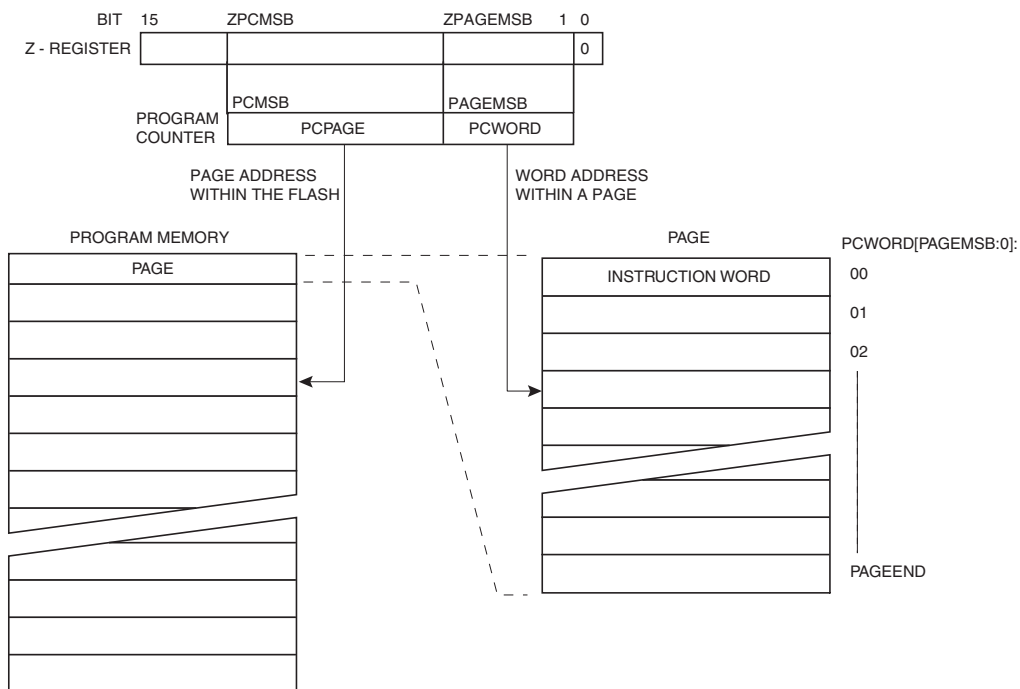 BIT 15 ZPCMSB ZPAGEMSB 1 0
Z - REGISTER 0
PCMSB PAGEMSB
PROGRAM
COUNTER
PCPAGE PCWORD
PAGE ADDRESS
WITHIN THE FLASH
WORD ADDRESS
WITHIN A PAGE
PROGRAM MEMORY
PAGE
PAGE
PCWORD[PAGEMSB:0]:
INSTRUCTION WORD
00
01
02
PAGEEND